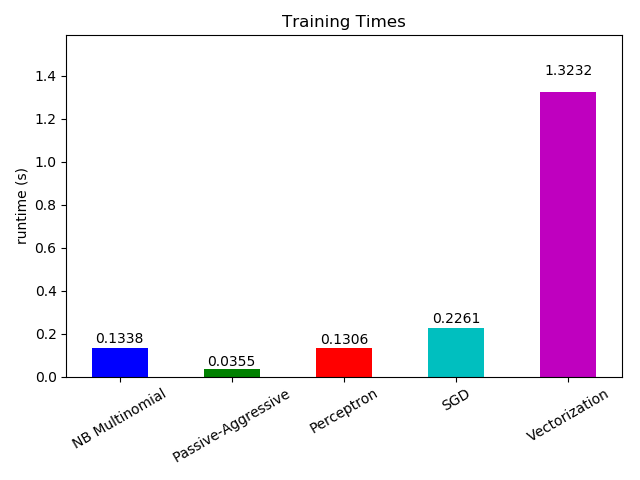 Training Times
runtime (s)
1.4
1.2
1.0
0.8
0.6
0.4
0.2
0.0
0.1338
0.0355
0.1306
0.2261
1.3232
NB Multinomial
Passive-Aggressive
Perceptron
SGD
Vectorization